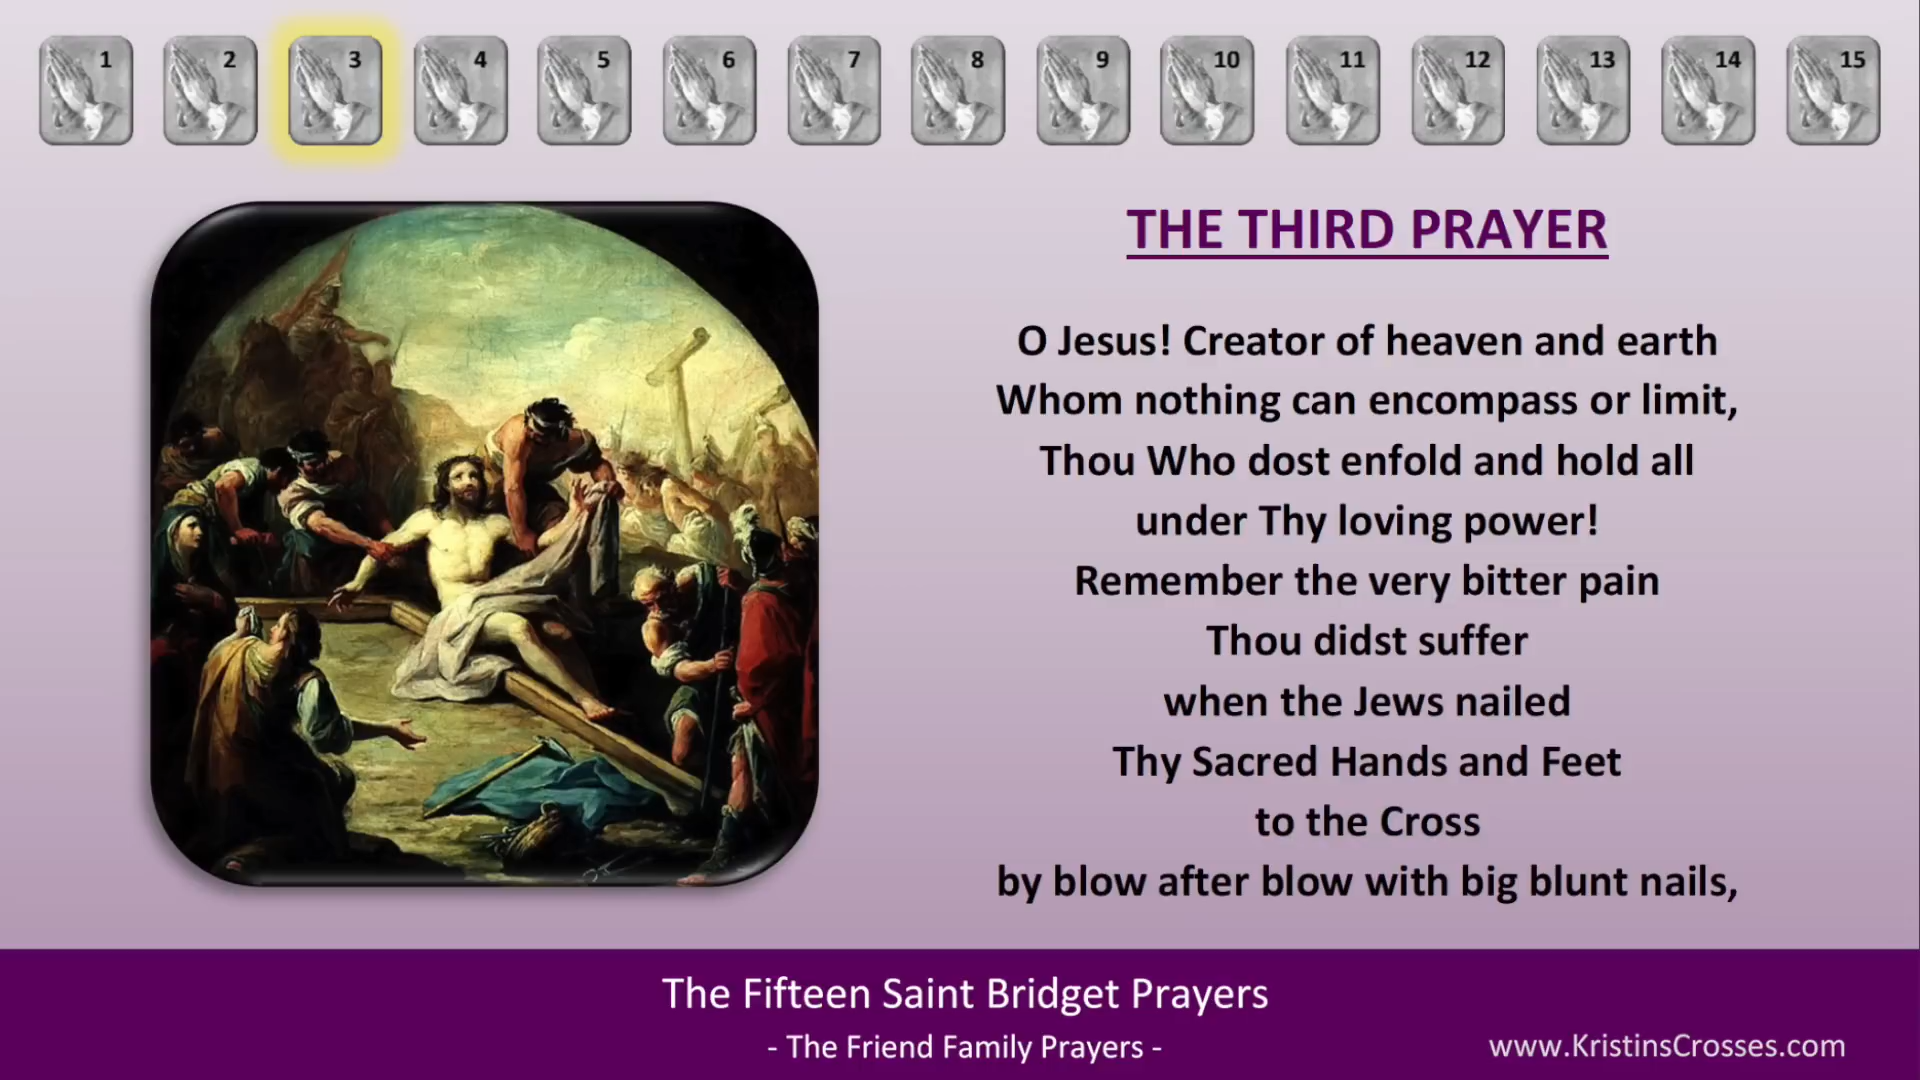 1 2 3 4 5 6 7 8 9 10 11 12 13 14 15
THE THIRD PRAYER
O Jesus! Creator of heaven and earth
Whom nothing can encompass or limit,
Thou Who dost enfold and hold all
under Thy loving power!
Remember the very bitter pain
Thou didst suffer
when the Jews nailed
Thy Sacred Hands and Feet
to the Cross
by blow after blow with big blunt nails,
The Fifteen Saint Bridget Prayers
- The Friend Family Prayers -
www.KristinsCrosses.com